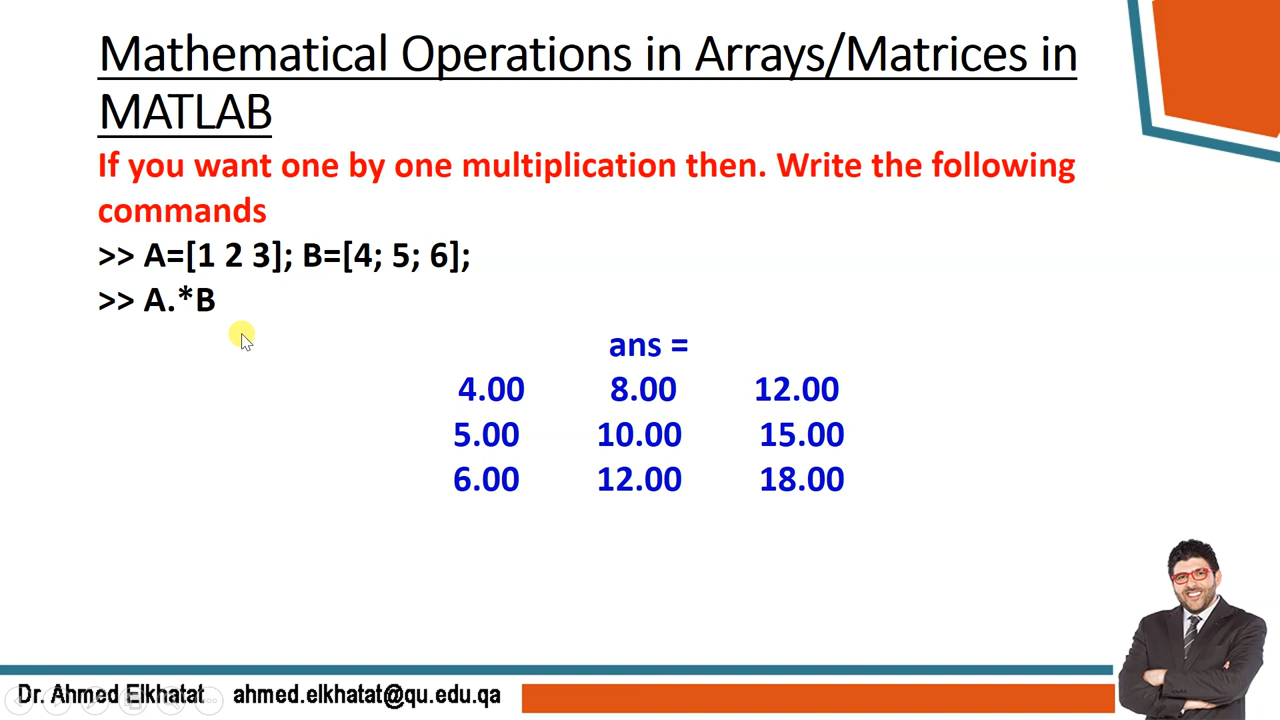 Mathematical Operations in Arrays/Matrices in
MATLAB
If you want one by one multiplication then. Write the following
commands
>> A=[1 2 3]; B=[4; 5; 6];
>> A.*B
ans =
4.00 8.00 12.00
5.00 10.00 15.00
6.00 12.00 18.00
Dr. Ahmed Elkhatat ahmed.elkhatat@qu.edu.qa